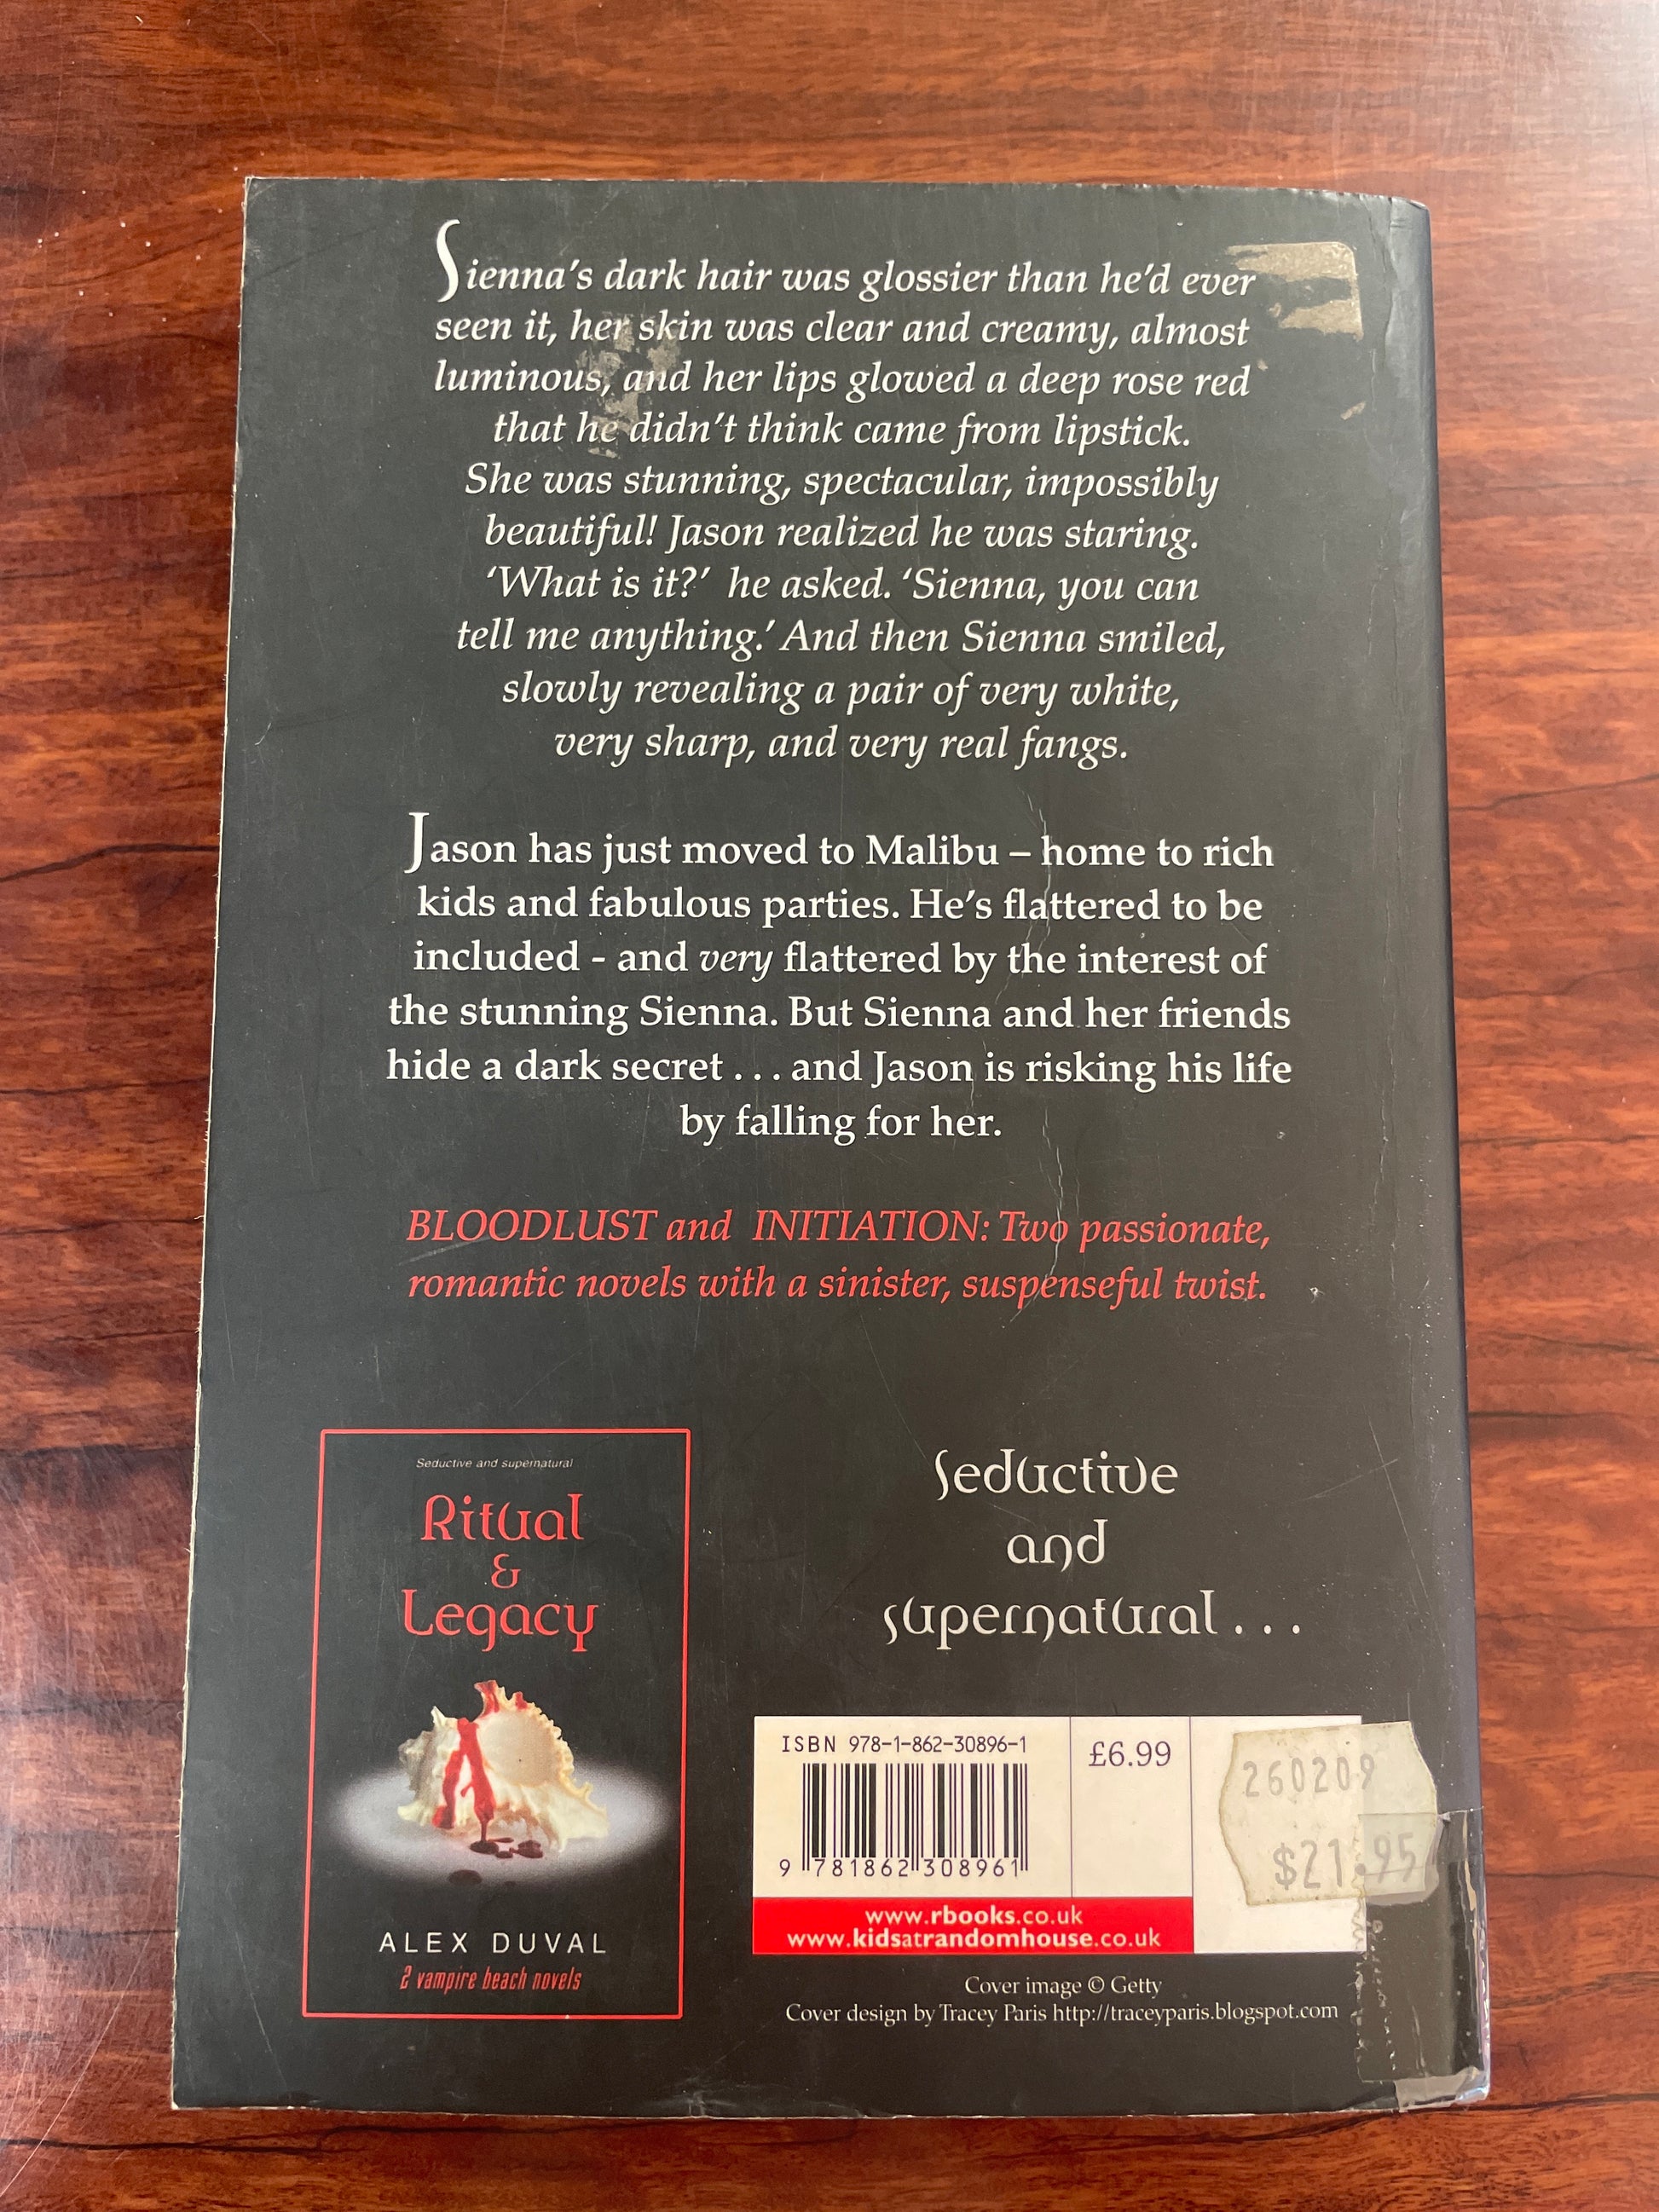 Sienna's dark hair was glossier than he'd ever
seen it, her skin was clear and creamy, almost
luminous, and her lips glowed a deep rose red
that he didn't think came from lipstick.
She was stunning, spectacular, impossibly
beautiful! Jason realized he was staring.
‘What is it?’ he asked. ‘Sienna, you can
tell me anything.’ And then Sienna smiled,
slowly revealing a pair of very white,
very sharp, and very real fangs.
Jason has just moved to Malibu – home to rich
kids and fabulous parties. He's flattered to be
included - and very flattered by the interest of
the stunning Sienna. But Sienna and her friends
hide a dark secret . . . and Jason is risking his life
by falling for her.
BLOODLUST and INITIATION: Two passionate,
romantic novels with a sinister, suspenseful twist.
Seductive and supernatural
Ritual
&
Legacy
ALEX DUVAL
2 vampire beach novels
Seductive
and
supernatural . . .
ISBN 978-1-862-30896-1
£6.99
9 781862 308961
260209
$21.95
www.rbooks.co.uk
www.kidsatrandomhouse.co.uk
Cover image © Getty
Cover design by Tracey Paris http://traceyparis.blogspot.com